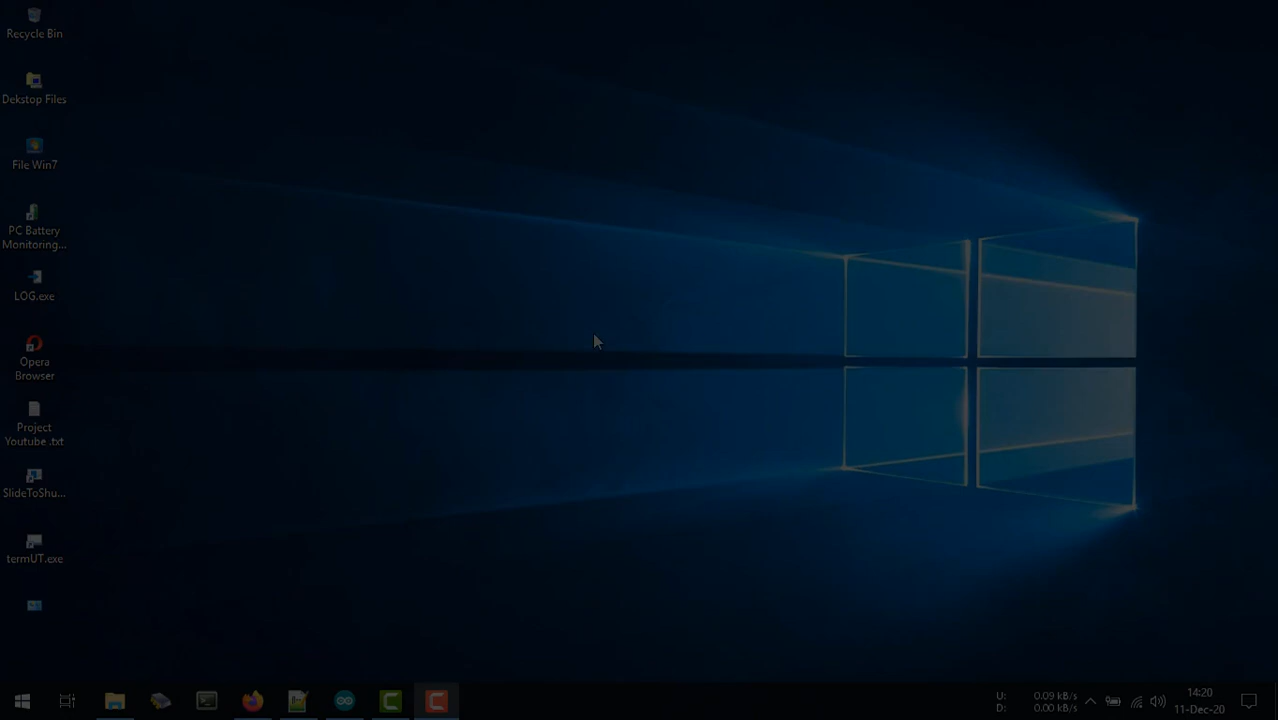 Recycle Bin
Dekstop Files
File Win7
PC Battery
Monitoring...
LOG.exe
Opera
Browser
Project
Youtube .txt
SlideToShu...
termUT.exe
U: 0.09 kB/s
D: 0.00 kB/s
14:20
11-Dec-20